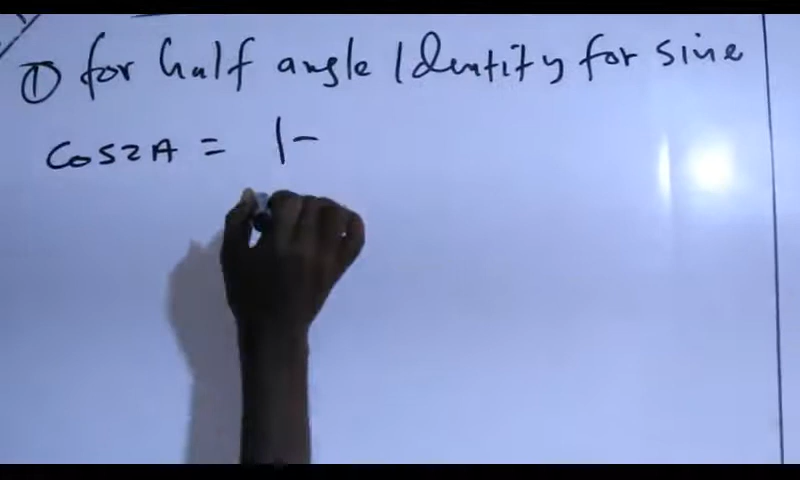 ① for half angle Identity for sine
cos2A = 1-